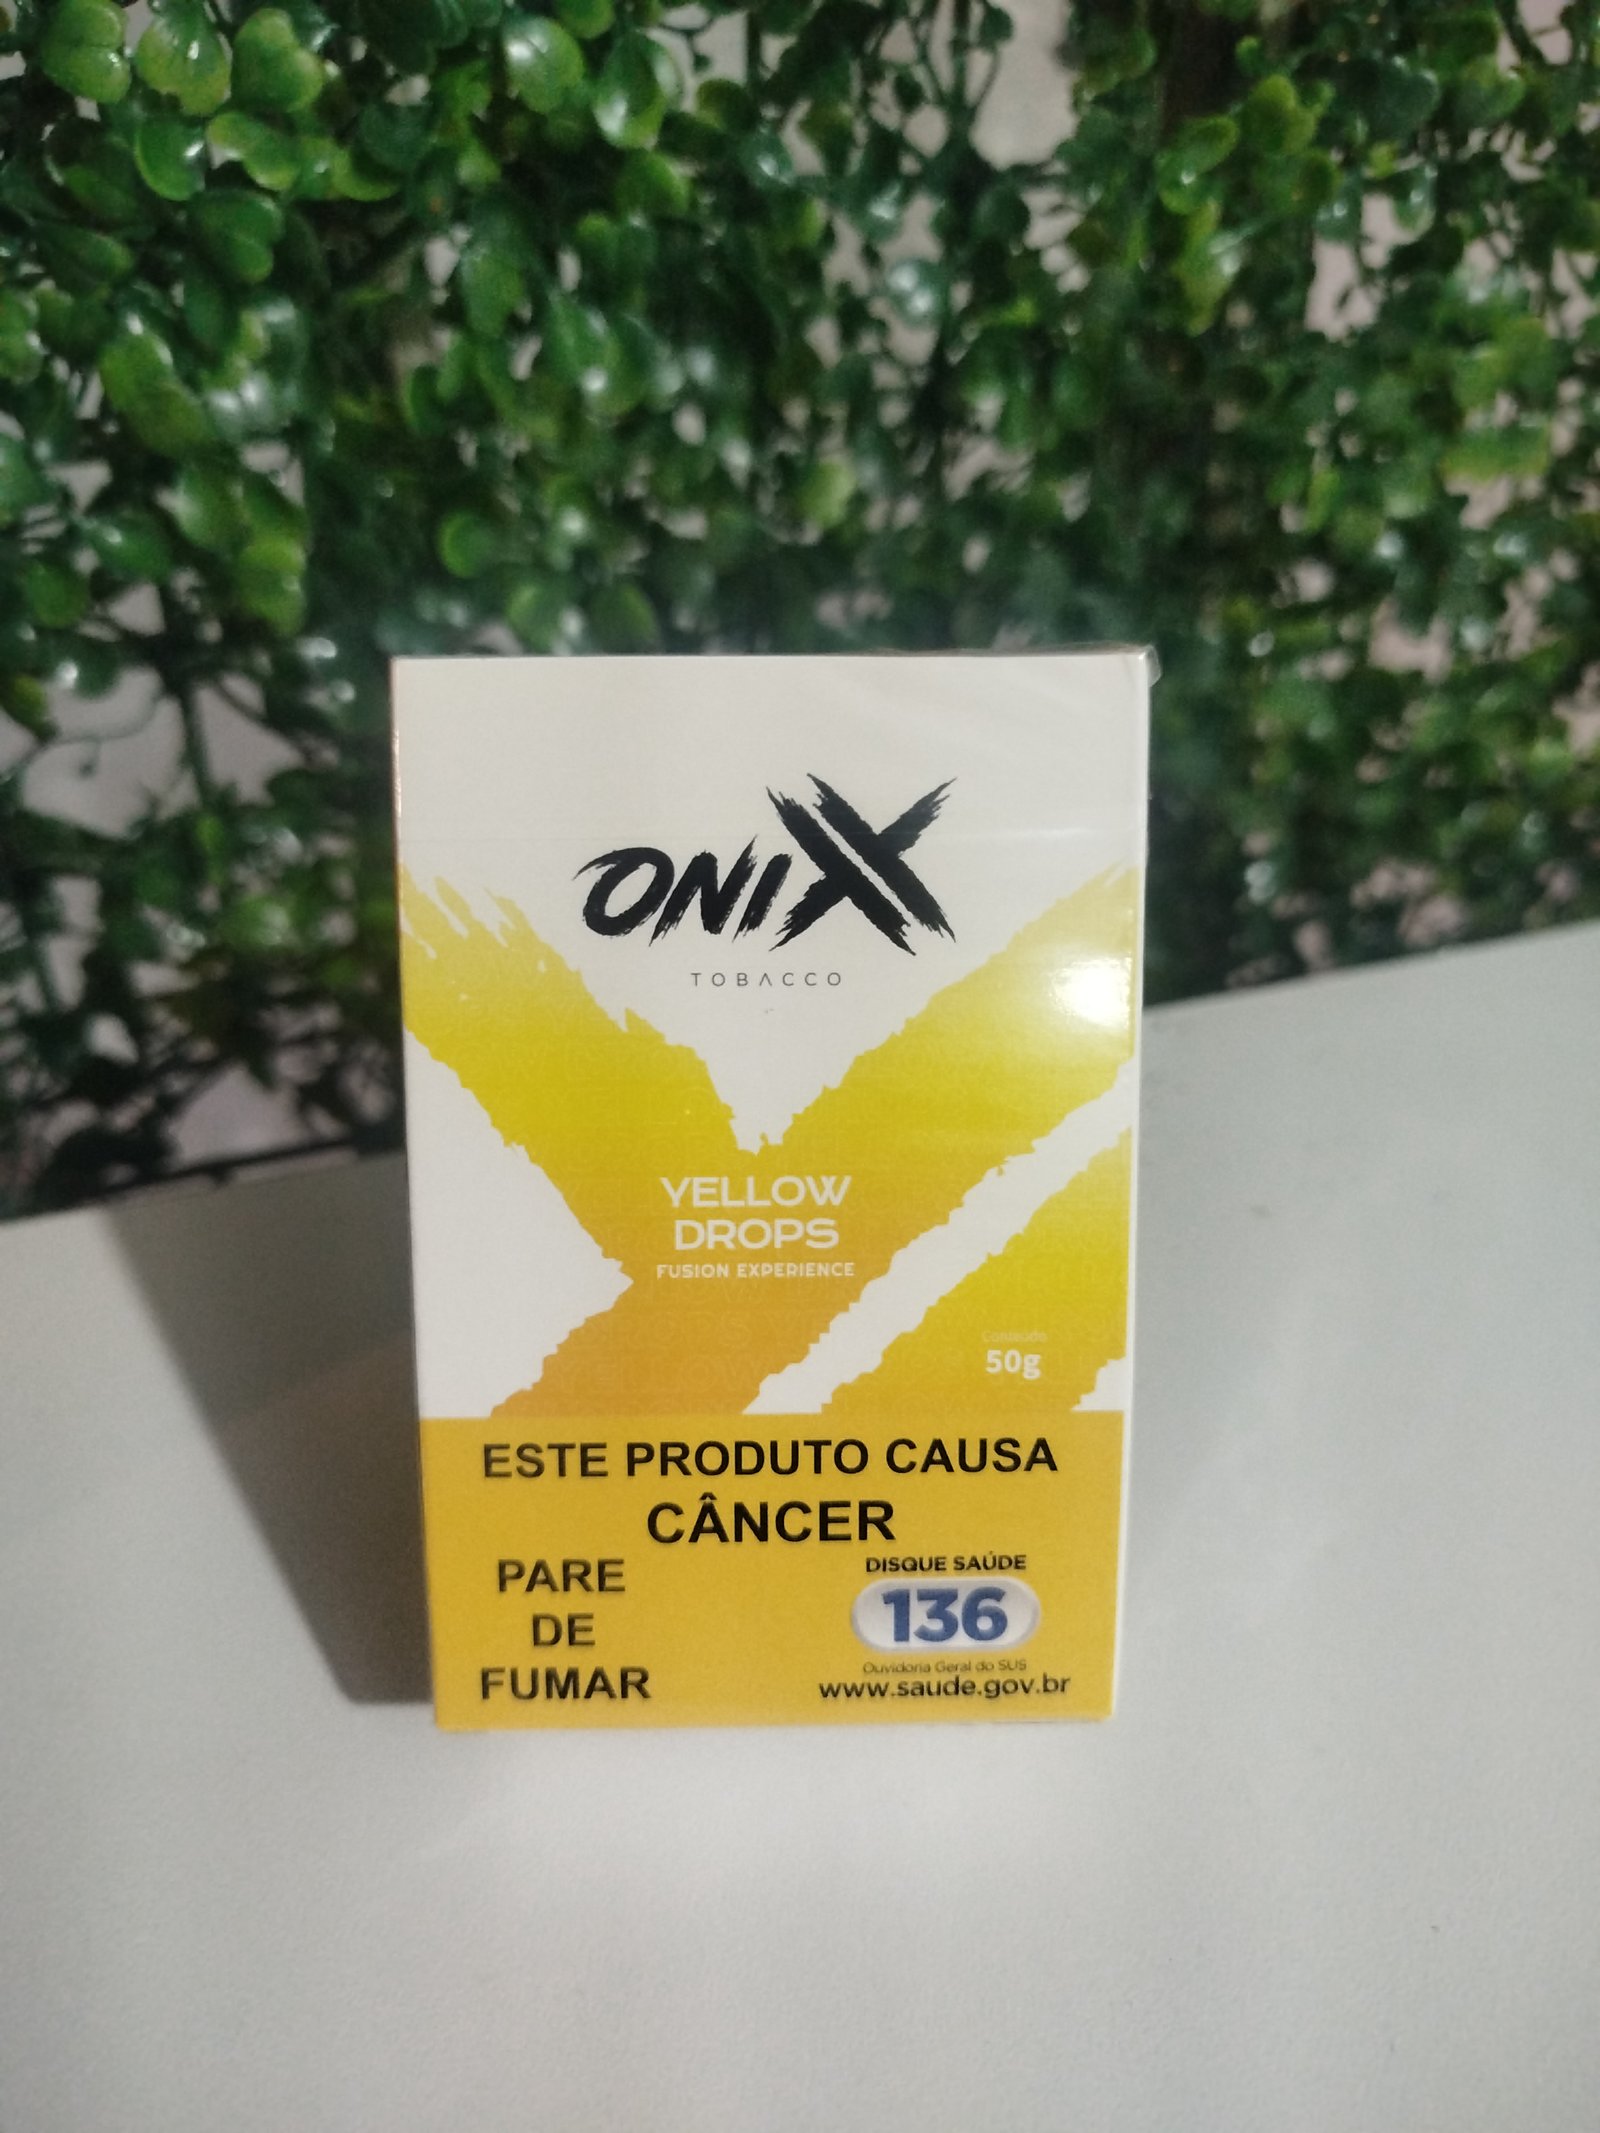 ONIX
TOBACCO
YELLOW
DROPS
FUSION EXPERIENCE
Conteúdo
50g
ESTE PRODUTO CAUSA
CÂNCER
PARE
DE
FUMAR
DISQUE SAÚDE
136
Ouvidoria Geral do SUS
www.saude.gov.br